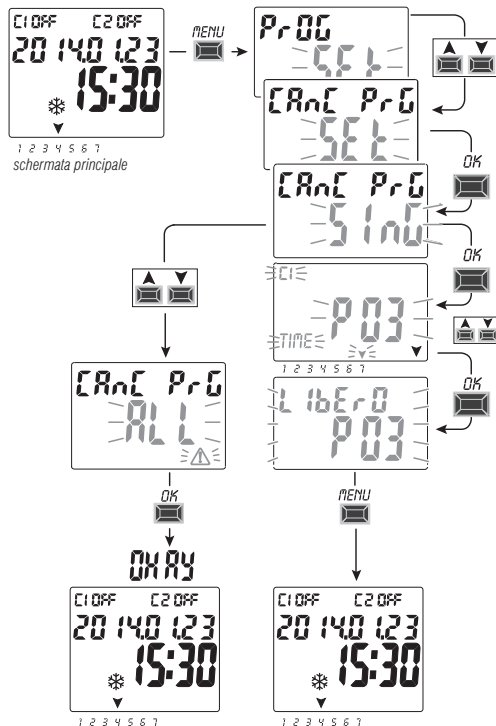 C1 OFF C2 OFF
MENU
PrOG
SEt
2014.01.23
15:30
1 2 3 4 5 6 7
schermata principale
CAnC PrG
SEt
OK
CAnC PrG
SInG
OK
C1
P03
TIME
1 2 3 4 5 6 7
CAnC PrG
ALL
OK
LIbErO
P03
OK
MENU
OKAY
C1 OFF C2 OFF
2014.01.23
15:30
1 2 3 4 5 6 7
C1 OFF C2 OFF
2014.01.23
15:30
1 2 3 4 5 6 7